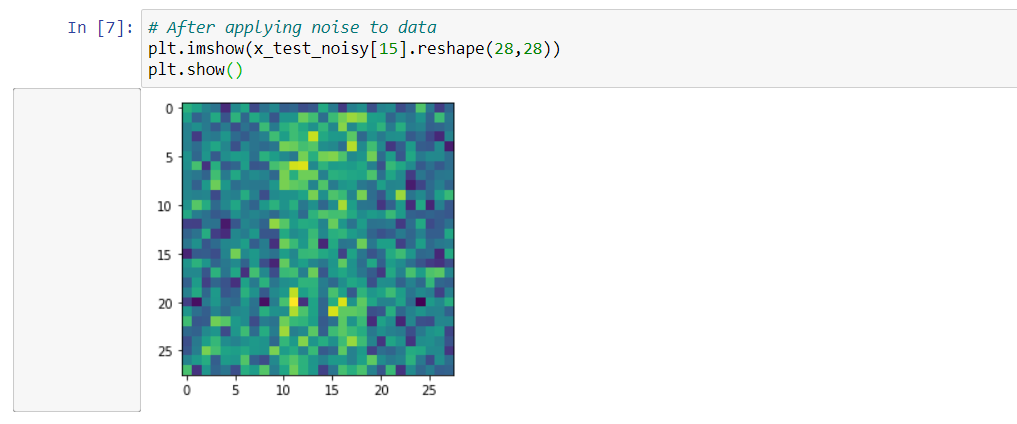 In [7]: # After applying noise to data
plt.imshow(x_test_noisy[15].reshape(28,28))
plt.show()
0
5
10
15
20
25
0 5 10 15 20 25